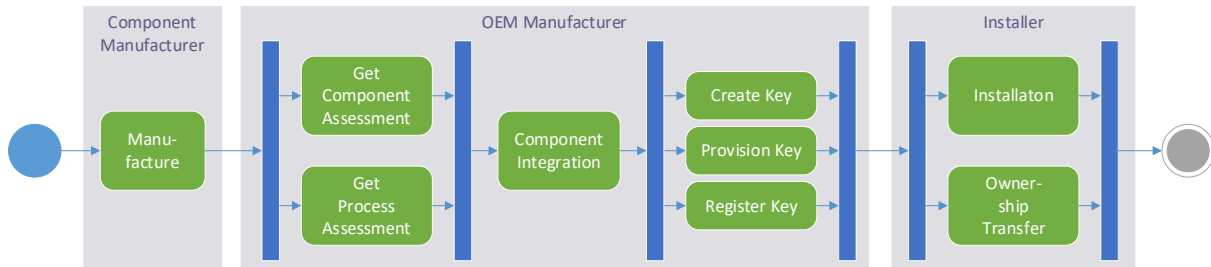 Component
Manufacturer
OEM Manufacturer
Installer
Manu-
facture
Get
Component
Assessment
Get
Process
Assessment
Component
Integration
Create Key
Provision Key
Register Key
Installaton
Owner-
ship
Transfer